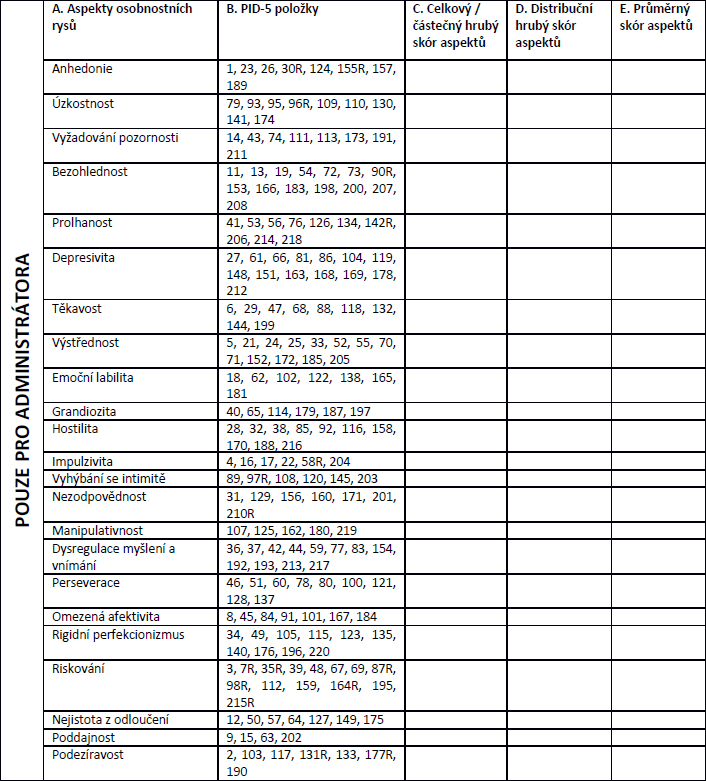 POUZE PRO ADMINISTRÁTORA
A. Aspekty osobnostních rysů
B. PID-5 položky
C. Celkový / částečný hrubý skór aspektů
D. Distribuční hrubý skór aspektů
E. Průměrný skór aspektů
Anhedonie
1, 23, 26, 30R, 124, 155R, 157,
189
Úzkostnost
79, 93, 95, 96R, 109, 110, 130,
141, 174
Vyžadování pozornosti
14, 43, 74, 111, 113, 173, 191,
211
Bezohlednost
11, 13, 19, 54, 72, 73, 90R,
153, 166, 183, 198, 200, 207,
208
Prolhanost
41, 53, 56, 76, 126, 134, 142R,
206, 214, 218
Depresivita
27, 61, 66, 81, 86, 104, 119,
148, 151, 163, 168, 169, 178,
212
Těkavost
6, 29, 47, 68, 88, 118, 132,
144, 199
Výstřednost
5, 21, 24, 25, 33, 52, 55, 70,
71, 152, 172, 185, 205
Emoční labilita
18, 62, 102, 122, 138, 165,
181
Grandiozita
40, 65, 114, 179, 187, 197
Hostilita
28, 32, 38, 85, 92, 116, 158,
170, 188, 216
Impulzivita
4, 16, 17, 22, 58R, 204
Vyhýbání se intimitě
89, 97R, 108, 120, 145, 203
Nezodpovědnost
31, 129, 156, 160, 171, 201,
210R
Manipulativnost
107, 125, 162, 180, 219
Dysregulace myšlení a
vnímání
36, 37, 42, 44, 59, 77, 83, 154,
192, 193, 213, 217
Perseverace
46, 51, 60, 78, 80, 100, 121,
128, 137
Omezená afektivita
8, 45, 84, 91, 101, 167, 184
Rigidní perfekcionizmus
34, 49, 105, 115, 123, 135,
140, 176, 196, 220
Riskování
3, 7R, 35R, 39, 48, 67, 69, 87R,
98R, 112, 159, 164R, 195,
215R
Nejistota z odloučení
12, 50, 57, 64, 127, 149, 175
Poddajnost
9, 15, 63, 202
Podezíravost
2, 103, 117, 131R, 133, 177R,
190